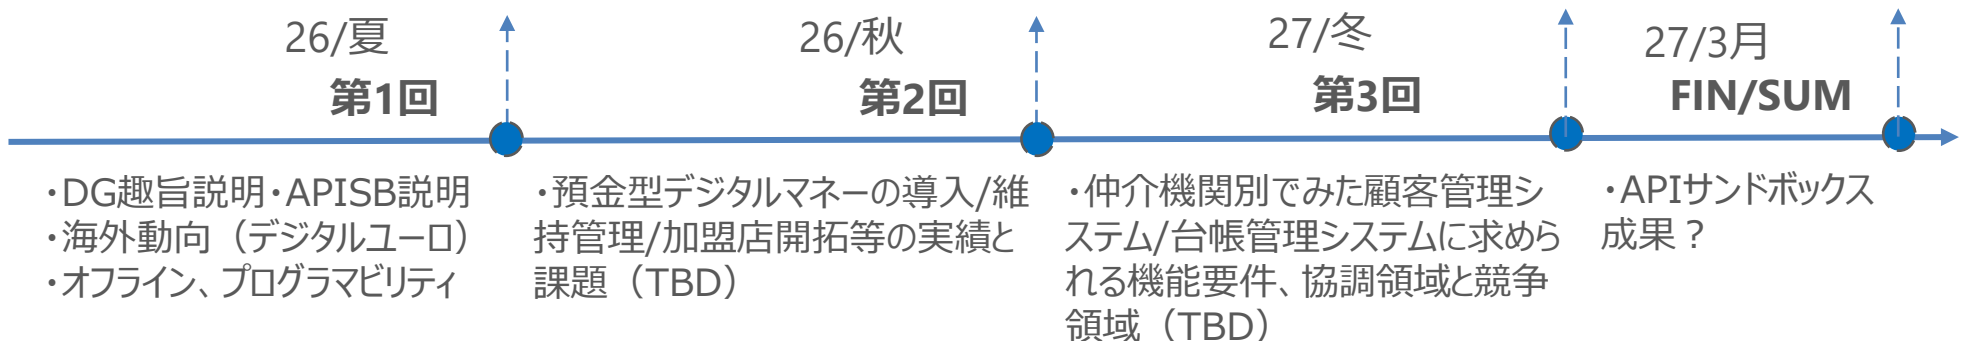 26/夏
第1回
・DG趣旨説明・APISB説明
・海外動向（デジタルユーロ）
・オフライン、プログラマビリティ
26/秋
第2回
・預金型デジタルマネーの導入/維
持管理/加盟店開拓等の実績と
課題（TBD）
27/冬
第3回
・仲介機関別でみた顧客管理シ
ステム/台帳管理システムに求めら
れる機能要件、協調領域と競争
領域（TBD）
27/3月
FIN/SUM
・APIサンドボックス
成果？